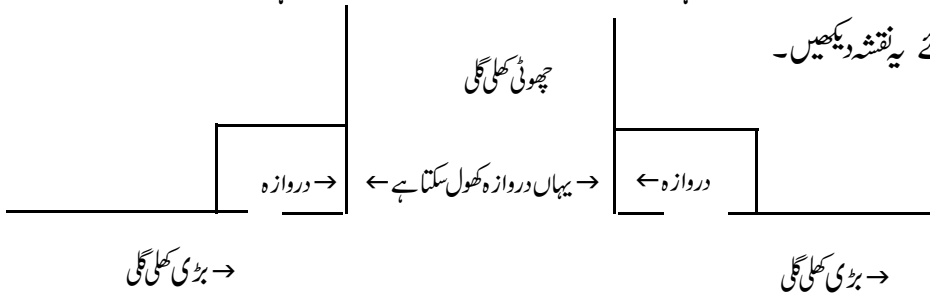 یہ نقشہ دیکھیں۔
چھوٹی کھلی گلی
دروازہ ← → یہاں دروازہ کھول سکتا ہے ← → دروازہ
→ بڑی کھلی گلی
→ بڑی کھلی گلی